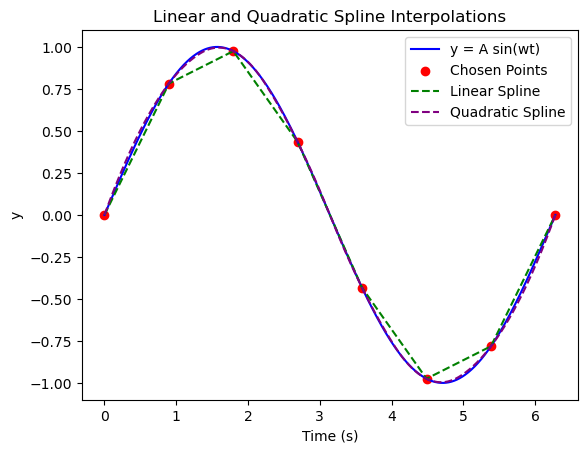 Linear and Quadratic Spline Interpolations
y = A sin(wt)
Chosen Points
Linear Spline
Quadratic Spline
1.00
0.75
0.50
0.25
0.00
−0.25
−0.50
−0.75
−1.00
y
0 1 2 3 4 5 6
Time (s)